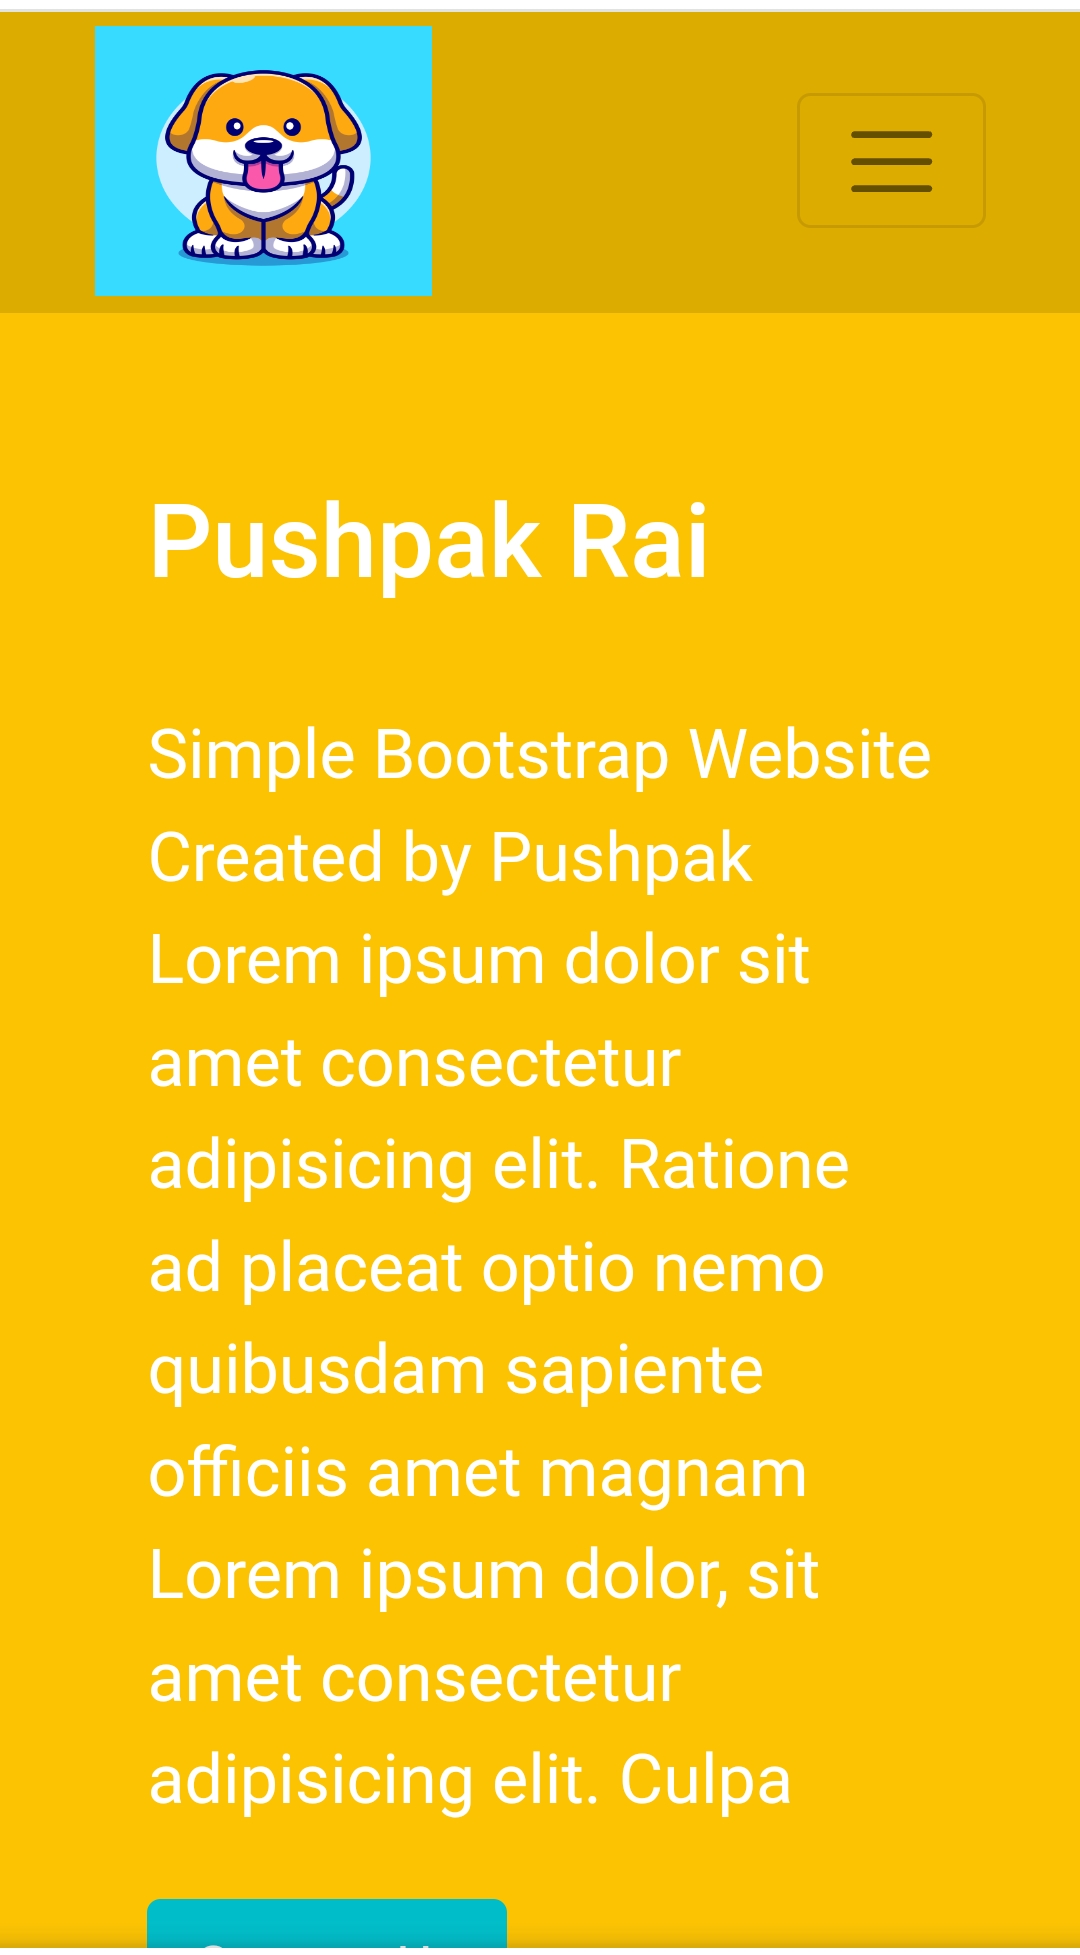 Pushpak Rai
Simple Bootstrap Website
Created by Pushpak
Lorem ipsum dolor sit
amet consectetur
adipisicing elit. Ratione
ad placeat optio nemo
quibusdam sapiente
officiis amet magnam
Lorem ipsum dolor, sit
amet consectetur
adipisicing elit. Culpa